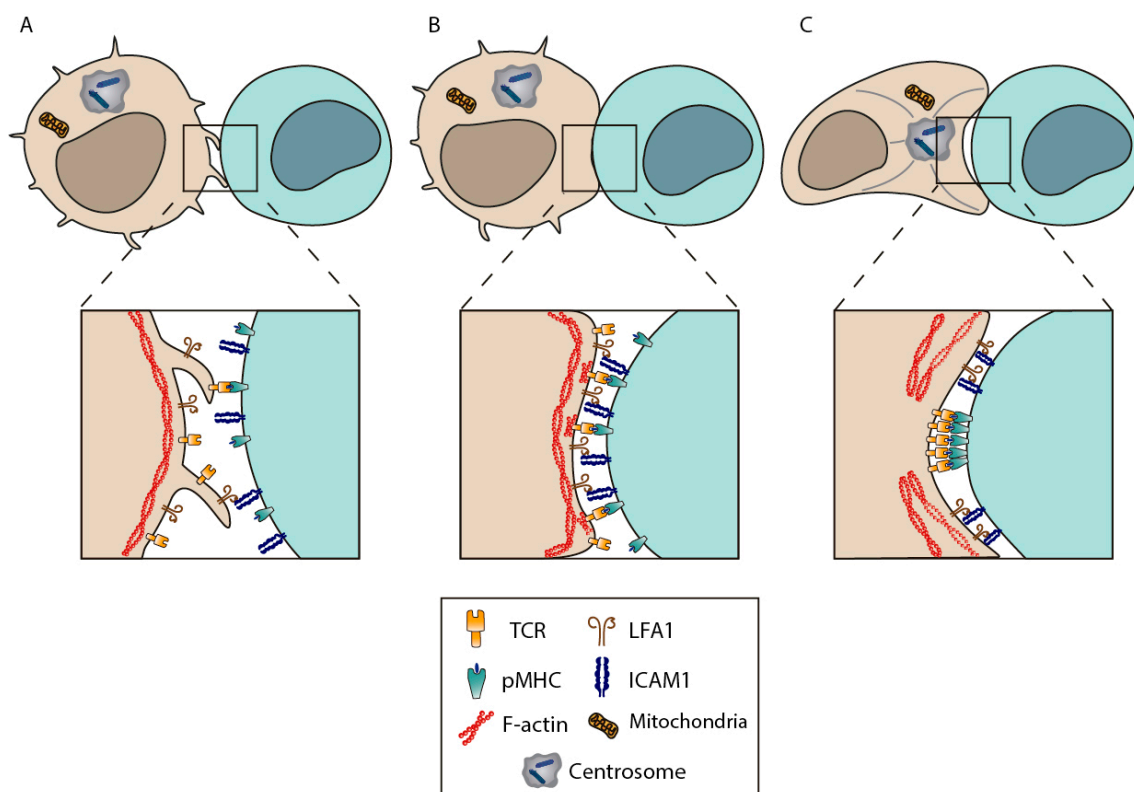 A
B
C
TCR
LFA1
pMHC
ICAM1
F-actin
Mitochondria
Centrosome